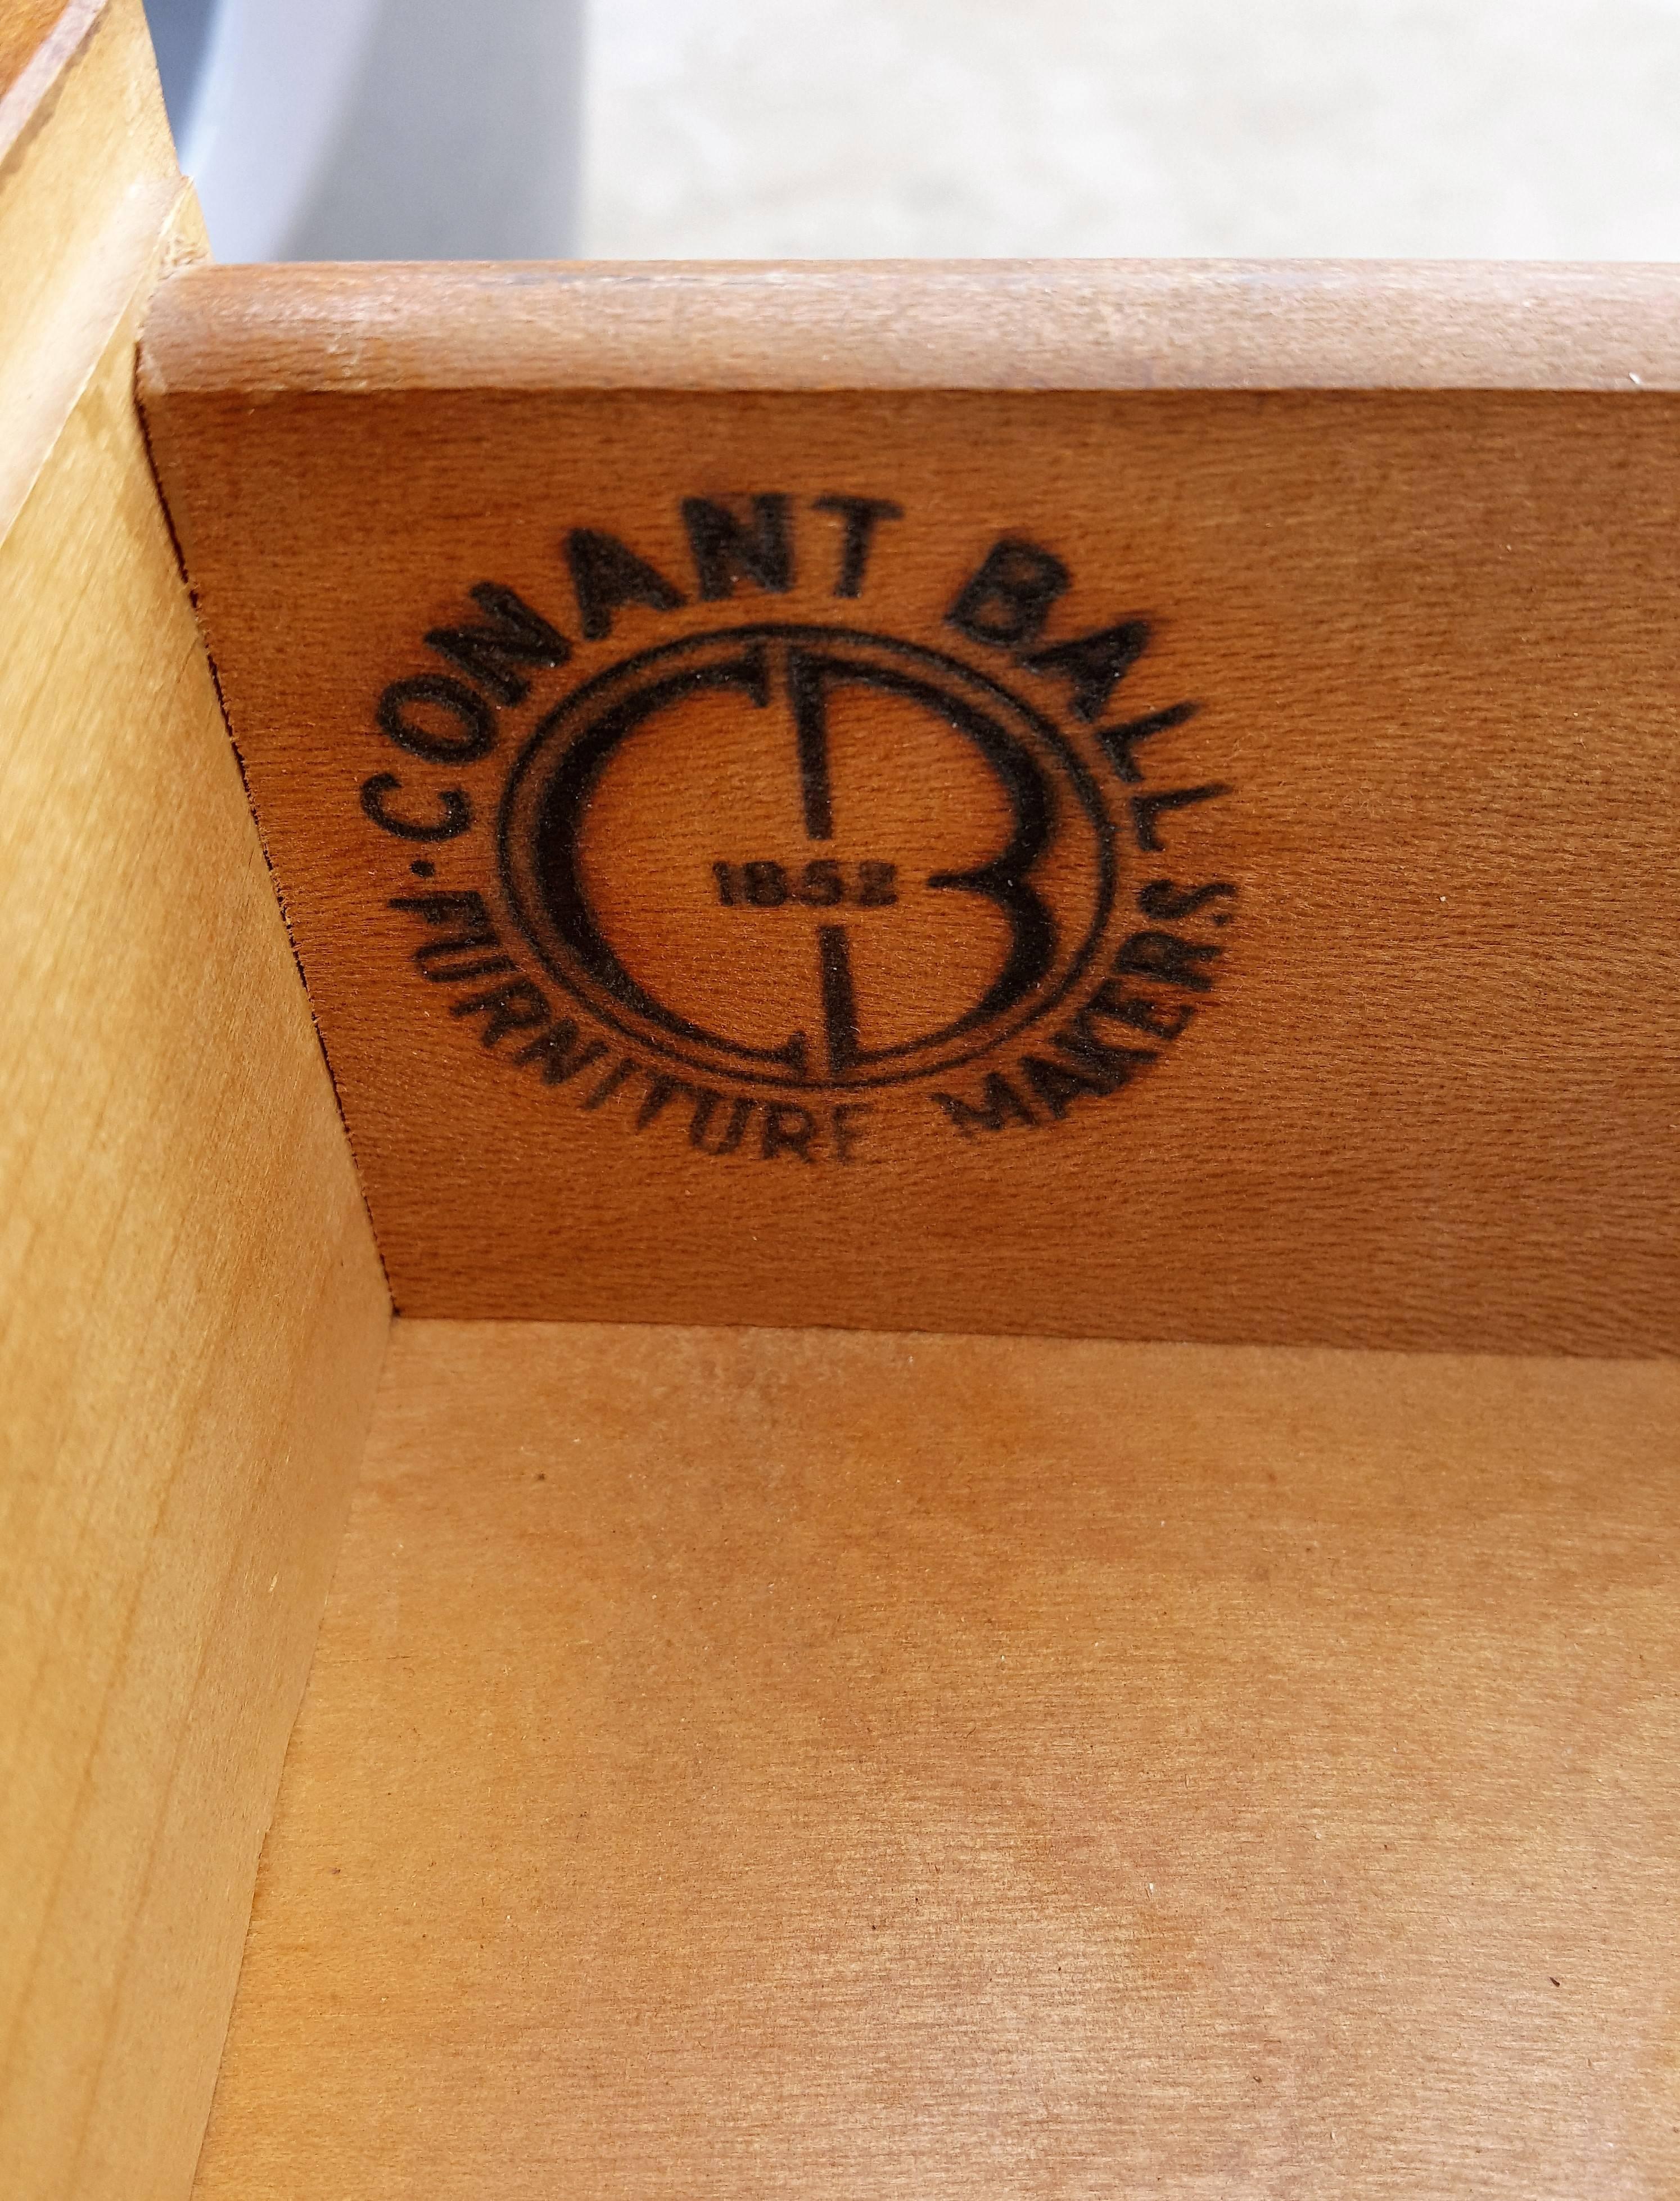 CONANT BALL
CB
1852
FURNITURE MAKERS